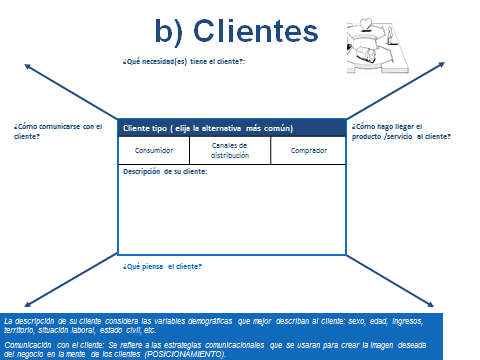 b) Clientes
¿Qué necesidad(es) tiene el cliente?:
¿Cómo comunicarse con el
cliente?
¿Cómo hago llegar el
producto /servicio al cliente?
Cliente tipo ( elija la alternativa más común)
Consumidor
Canales de
distribución
Comprador
Descripción de su cliente:
¿Qué piensa el cliente?
La descripción de su cliente considera las variables demográficas que mejor describan al cliente: sexo, edad, ingresos,
territorio, situación laboral, estado civil, etc.
Comunicación con el cliente: Se refiere a las estrategias comunicacionales que se usaran para crear la imagen deseada
del negocio en la mente de los clientes (POSICIONAMIENTO).